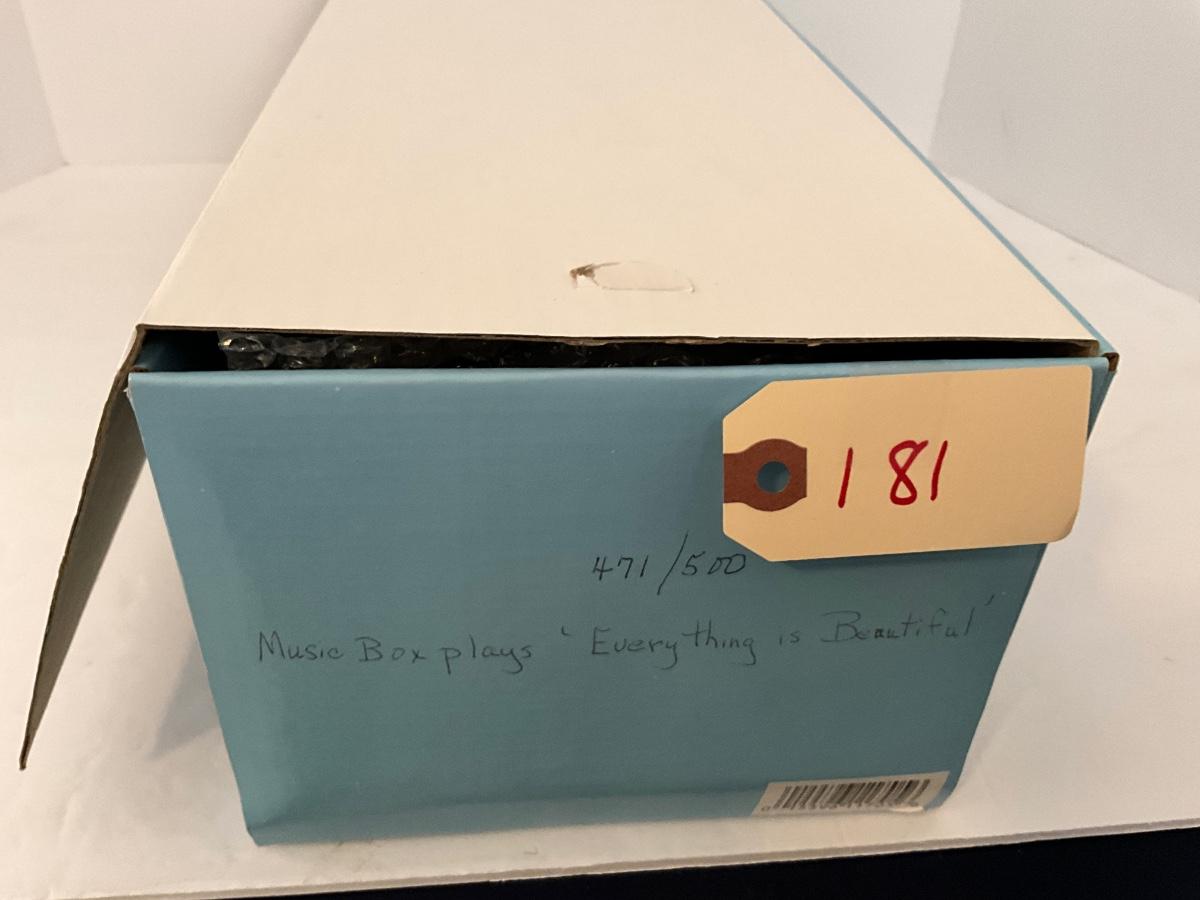 181
471/500
Music Box plays 'Everything is Beautiful'